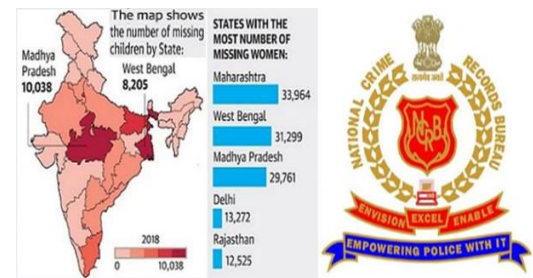 The map shows
the number of missing
children by State:
Madhya
Pradesh
10,038
West Bengal
8,205
2018
0
10,038
STATES WITH THE
MOST NUMBER OF
MISSING WOMEN:
Maharashtra
33,964
West Bengal
31,299
Madhya Pradesh
29,761
Delhi
13,272
Rajasthan
12,525
NATIONAL CRIME RECORDS BUREAU
NCRB
ENVISION EXCEL ENABLE
EMPOWERING POLICE WITH IT